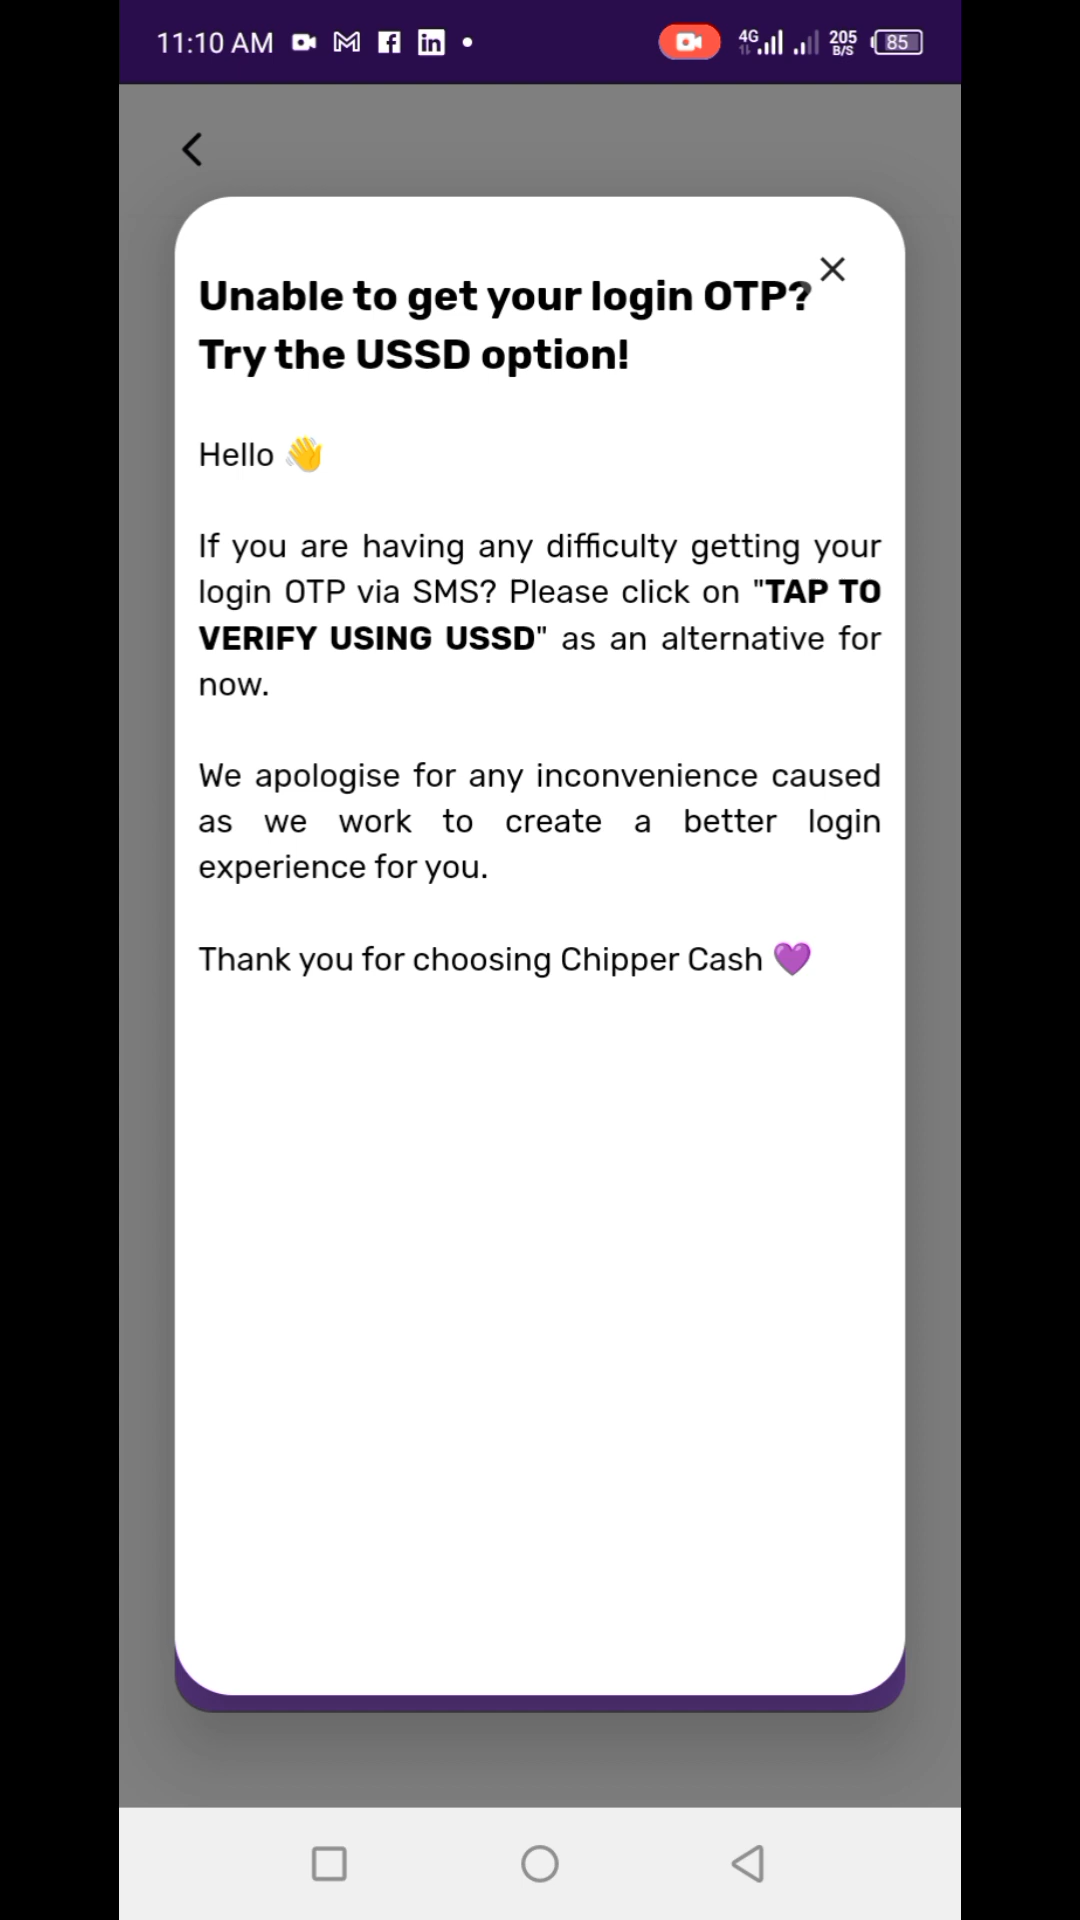 11:10 AM
4G
205
B/S
85
Unable to get your login OTP?
Try the USSD option!
Hello 👋
If you are having any difficulty getting your
login OTP via SMS? Please click on "TAP TO
VERIFY USING USSD" as an alternative for
now.
We apologise for any inconvenience caused
as we work to create a better login
experience for you.
Thank you for choosing Chipper Cash 💜